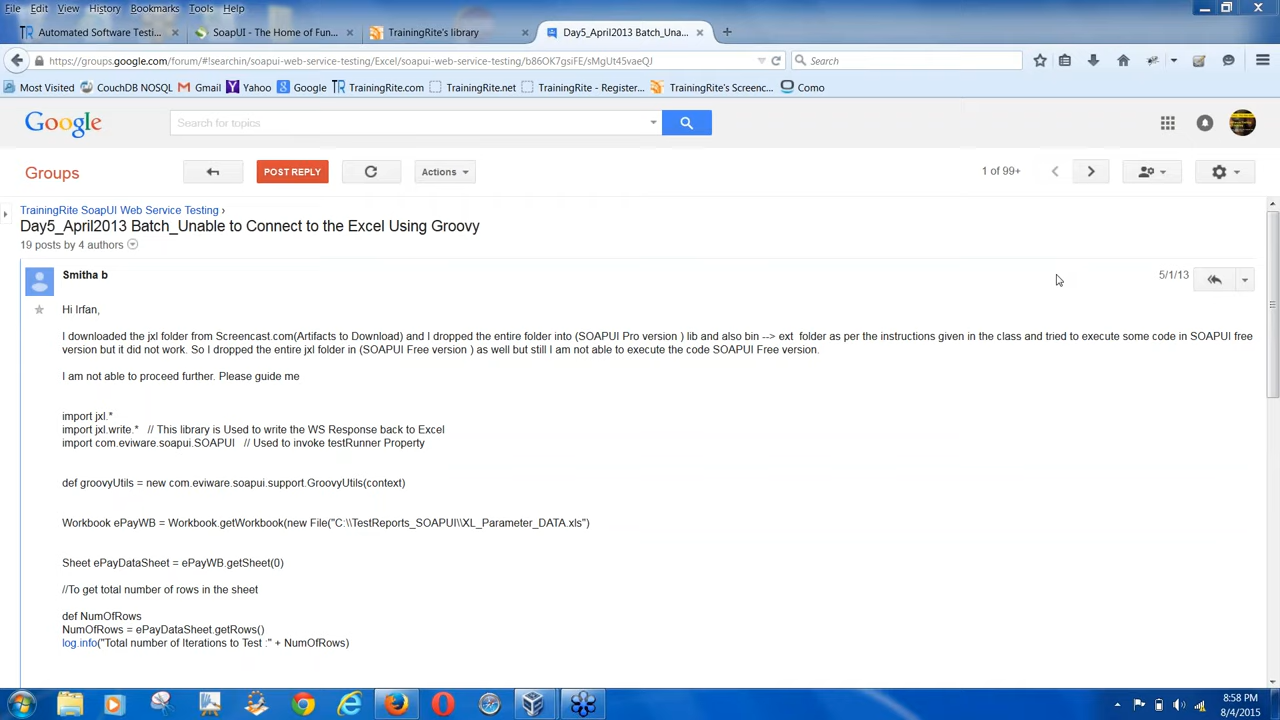 File Edit View History Bookmarks Tools Help
Automated Software Testi...
SoapUI - The Home of Fun...
TrainingRite's library
Day5_April2013 Batch_Una...
https://groups.google.com/forum/#!searchin/soapui-web-service-testing/Excel/soapui-web-service-testing/b86OK7gsiFE/sMgUt45vaeQJ
Search
Most Visited CouchDB NOSQL Gmail Yahoo Google TrainingRite.com TrainingRite.net TrainingRite - Register... TrainingRite's Screenc... Como
Google
Search for topics
Groups
POST REPLY
Actions
1 of 99+
TrainingRite SoapUI Web Service Testing ›
Day5_April2013 Batch_Unable to Connect to the Excel Using Groovy
19 posts by 4 authors
Smitha b
5/1/13
Hi Irfan,
I downloaded the jxl folder from Screencast.com(Artifacts to Download) and I dropped the entire folder into (SOAPUI Pro version ) lib and also bin --> ext folder as per the instructions given in the class and tried to execute some code in SOAPUI free
version but it did not work. So I dropped the entire jxl folder in (SOAPUI Free version ) as well but still I am not able to execute the code SOAPUI Free version.
I am not able to proceed further. Please guide me
import jxl.*
import jxl.write.* // This library is Used to write the WS Response back to Excel
import com.eviware.soapui.SOAPUI // Used to invoke testRunner Property
def groovyUtils = new com.eviware.soapui.support.GroovyUtils(context)
Workbook ePayWB = Workbook.getWorkbook(new File("C:\\TestReports_SOAPUI\\XL_Parameter_DATA.xls")
Sheet ePayDataSheet = ePayWB.getSheet(0)
//To get total number of rows in the sheet
def NumOfRows
NumOfRows = ePayDataSheet.getRows()
log.info("Total number of Iterations to Test :" + NumOfRows)
8:58 PM
8/4/2015